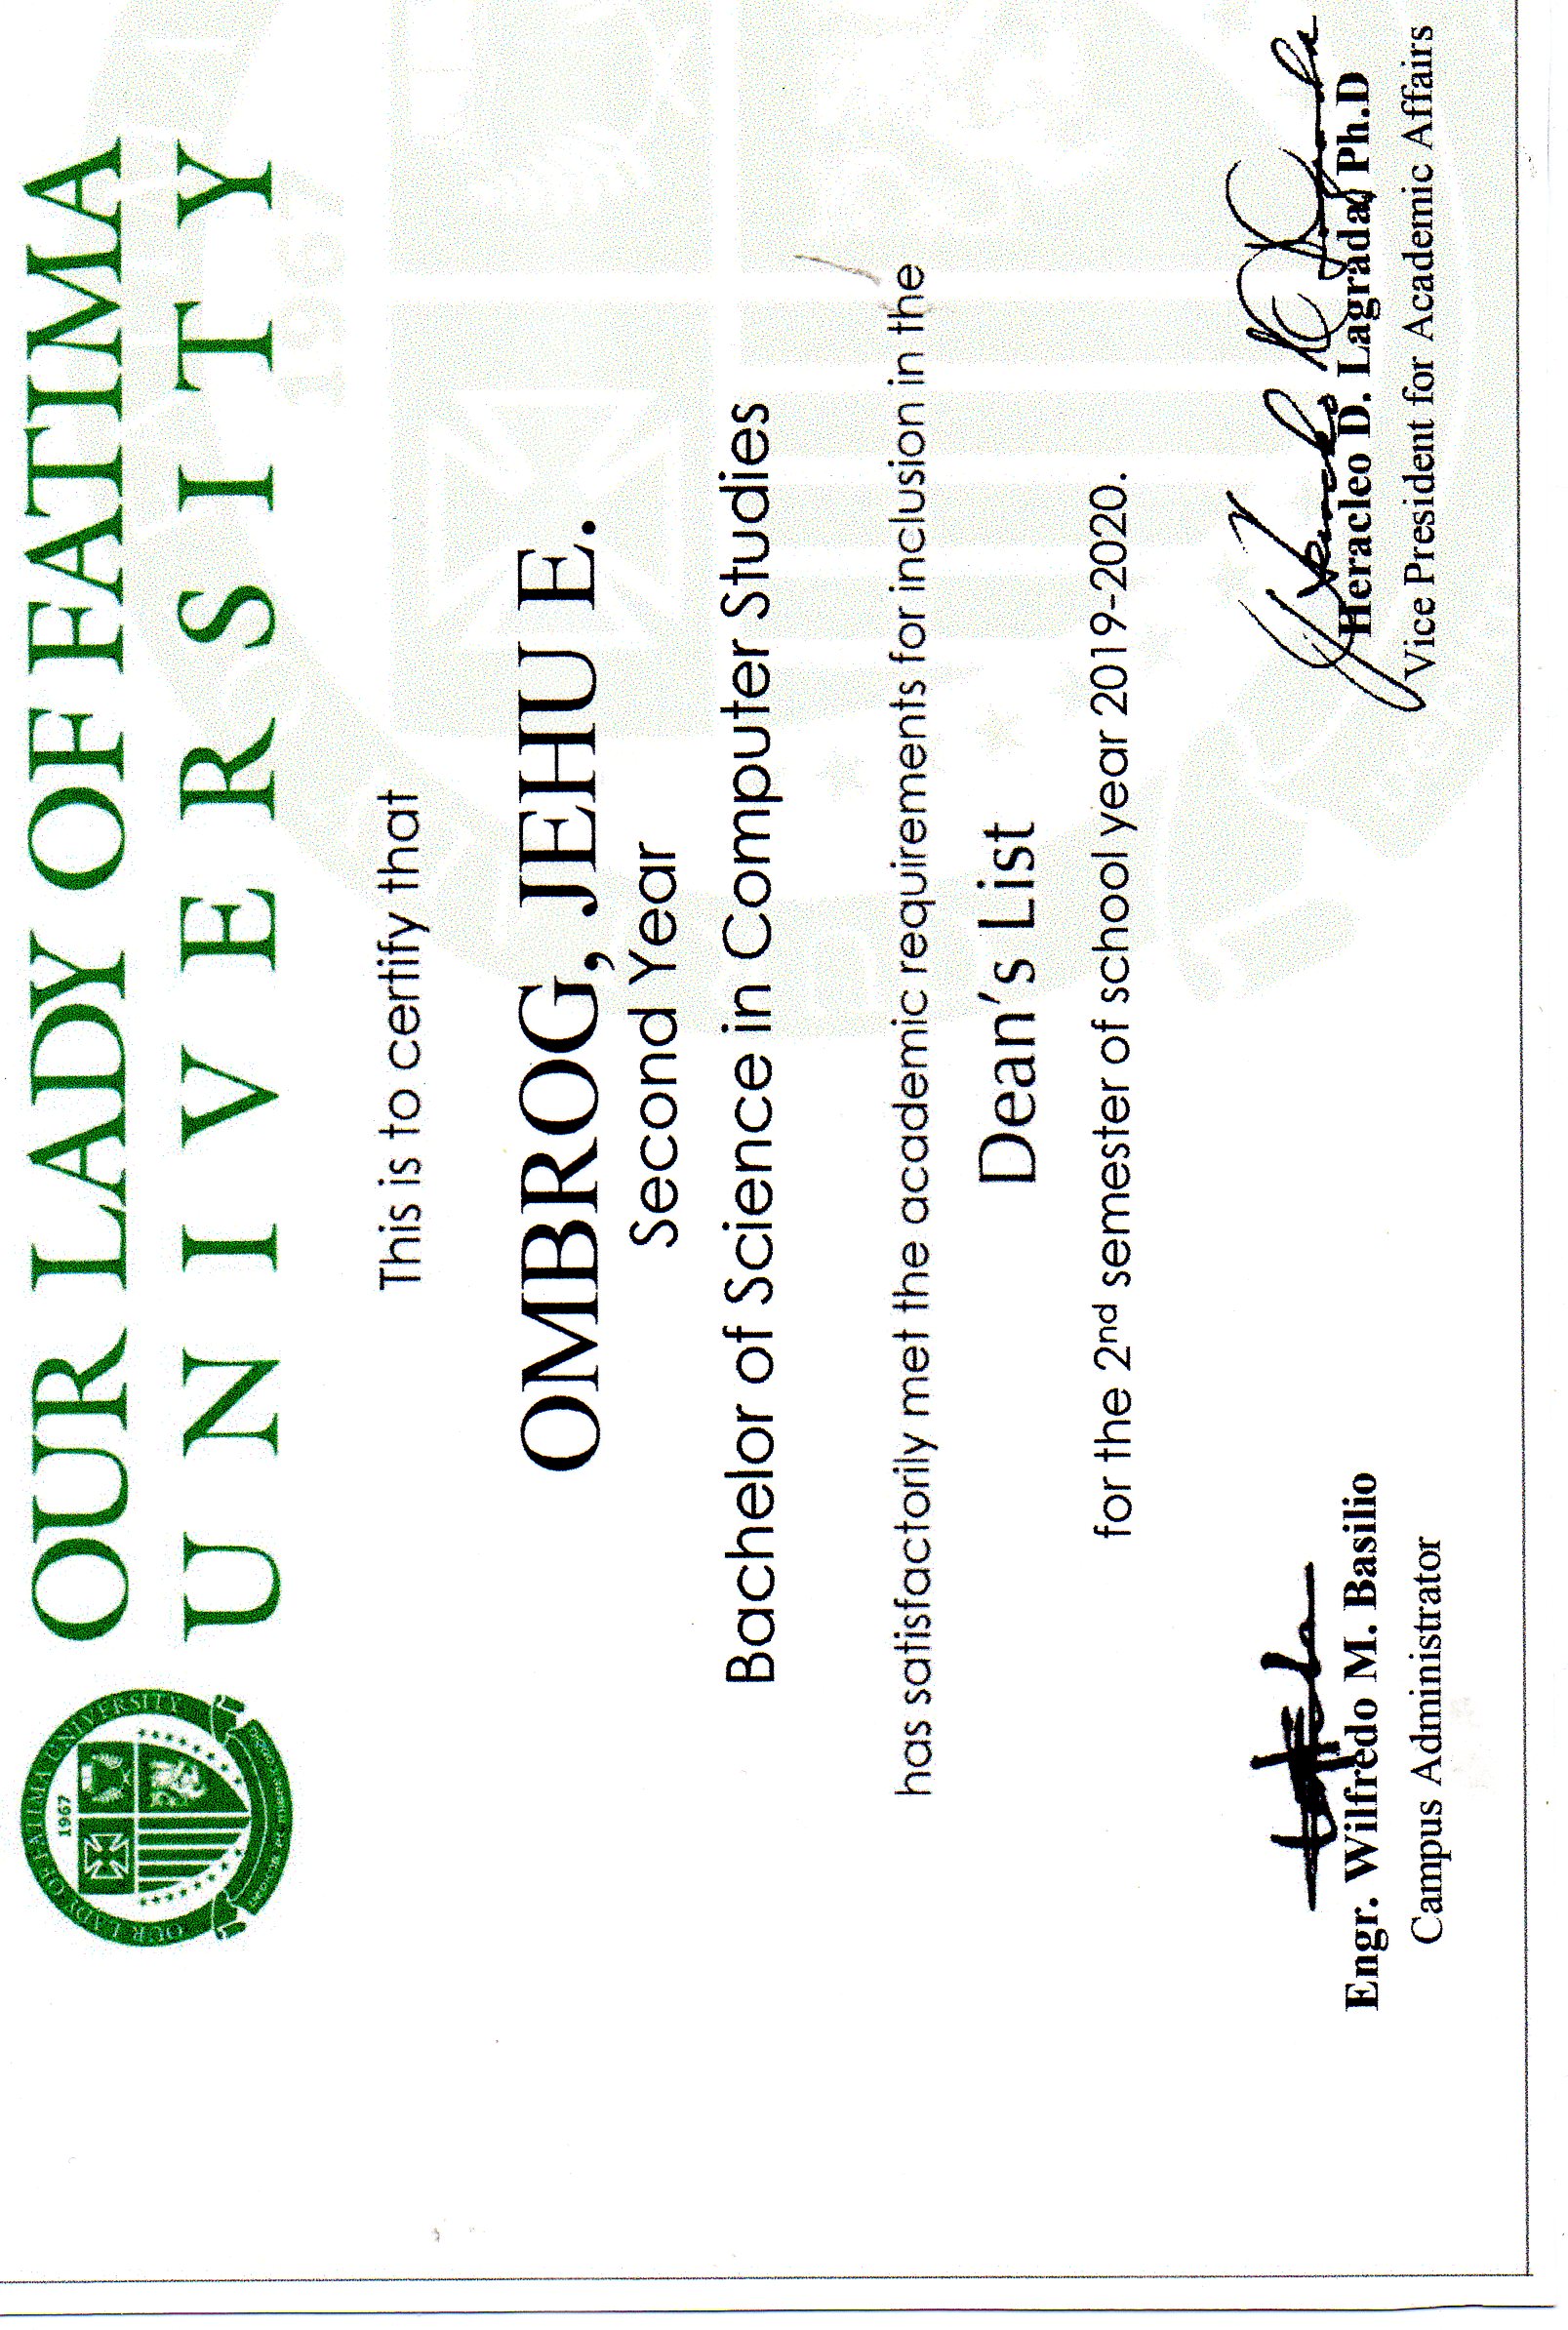 OUR LADY OF FATIMA UNIVERSITY
1967
OUR LADY OF FATIMA
UNIVERSITY
1967
This is to certify that
OMBROG, JEHU E.
Second Year
Bachelor of Science in Computer Studies
has satisfactorily met the academic requirements for inclusion in the
Dean's List
for the 2nd semester of school year 2019-2020.
Engr. Wilfredo M. Basilio
Campus Administrator
Heracleo D. Lagrada, Ph.D
Vice President for Academic Affairs